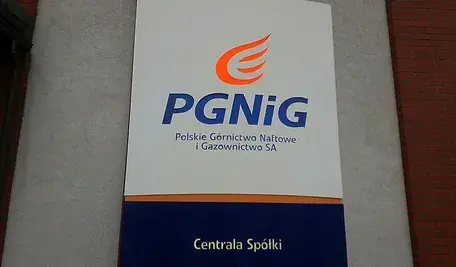 PGNiG
Polskie Górnictwo Naftowe
i Gazownictwo SA
Centrala Spółki